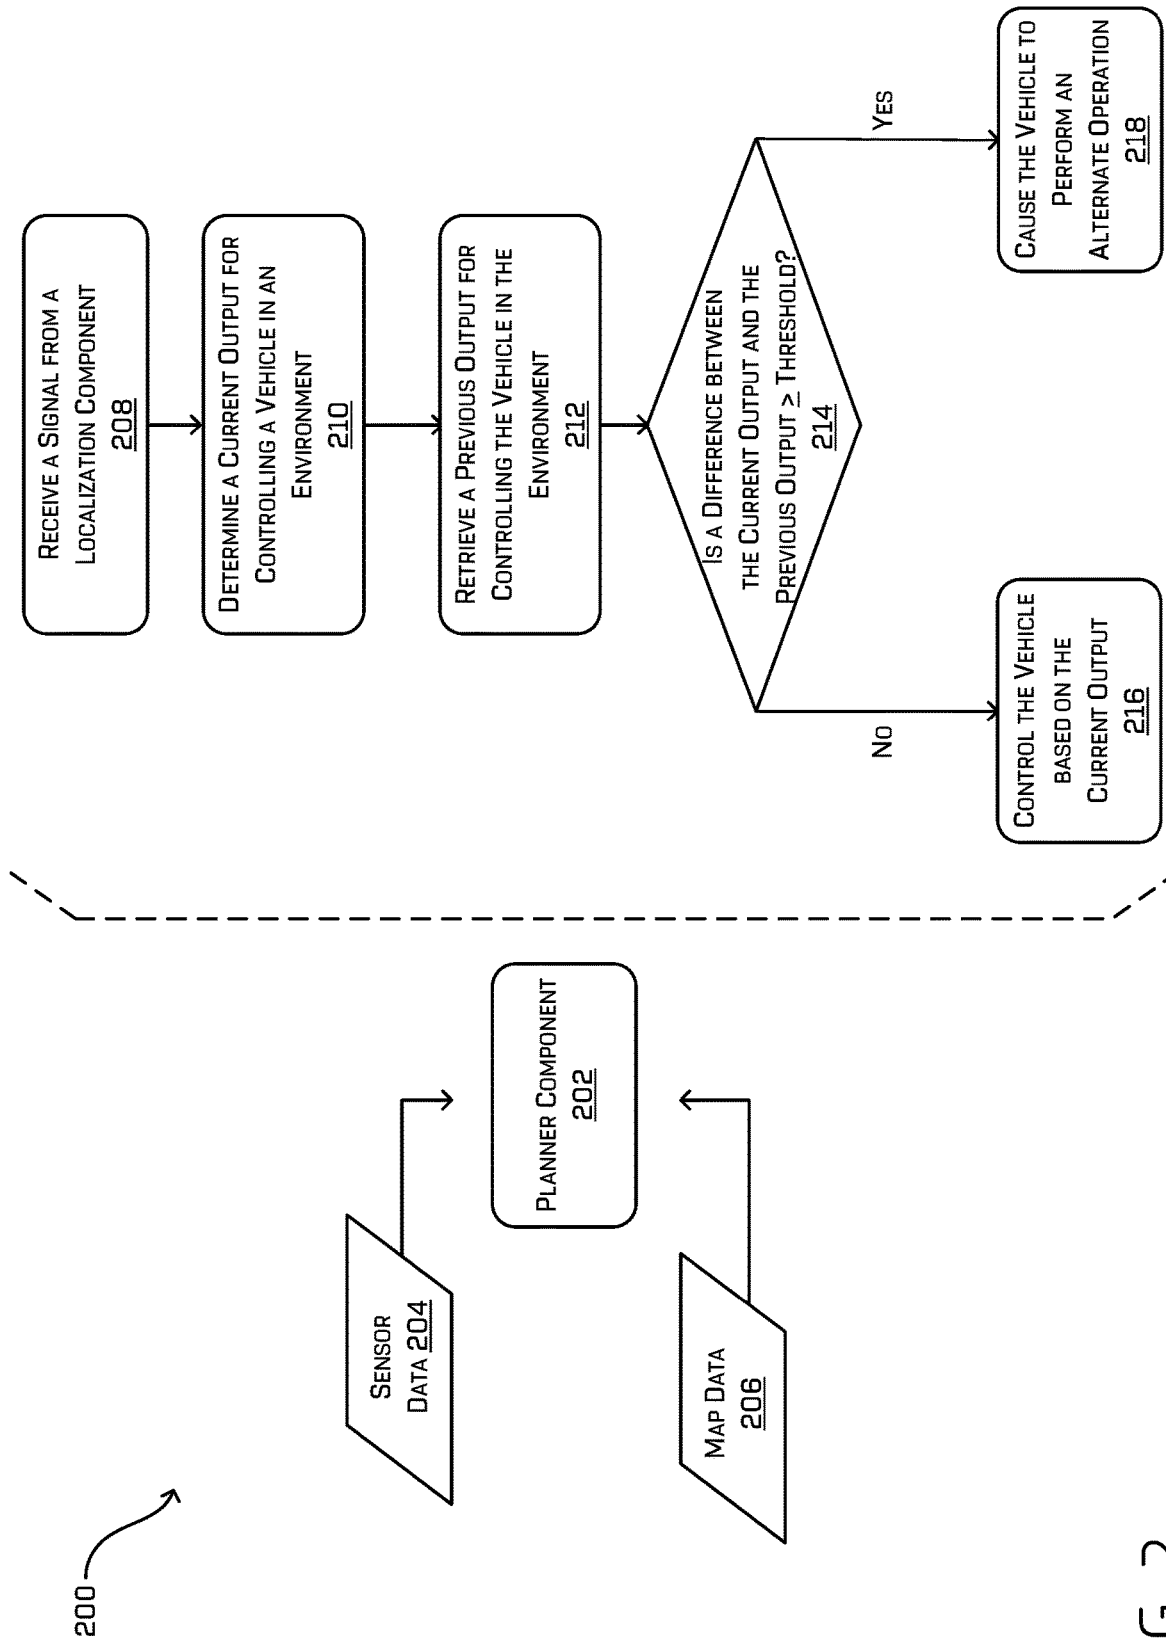 200
SENSOR
DATA 204
MAP DATA
206
PLANNER COMPONENT
202
RECEIVE A SIGNAL FROM A
LOCALIZATION COMPONENT
208
DETERMINE A CURRENT OUTPUT FOR
CONTROLLING A VEHICLE IN AN
ENVIRONMENT
210
RETRIEVE A PREVIOUS OUTPUT FOR
CONTROLLING THE VEHICLE IN THE
ENVIRONMENT
212
IS A DIFFERENCE BETWEEN
THE CURRENT OUTPUT AND THE
PREVIOUS OUTPUT ≥ THRESHOLD?
214
NO
YES
CONTROL THE VEHICLE
BASED ON THE
CURRENT OUTPUT
216
CAUSE THE VEHICLE TO
PERFORM AN
ALTERNATE OPERATION
218